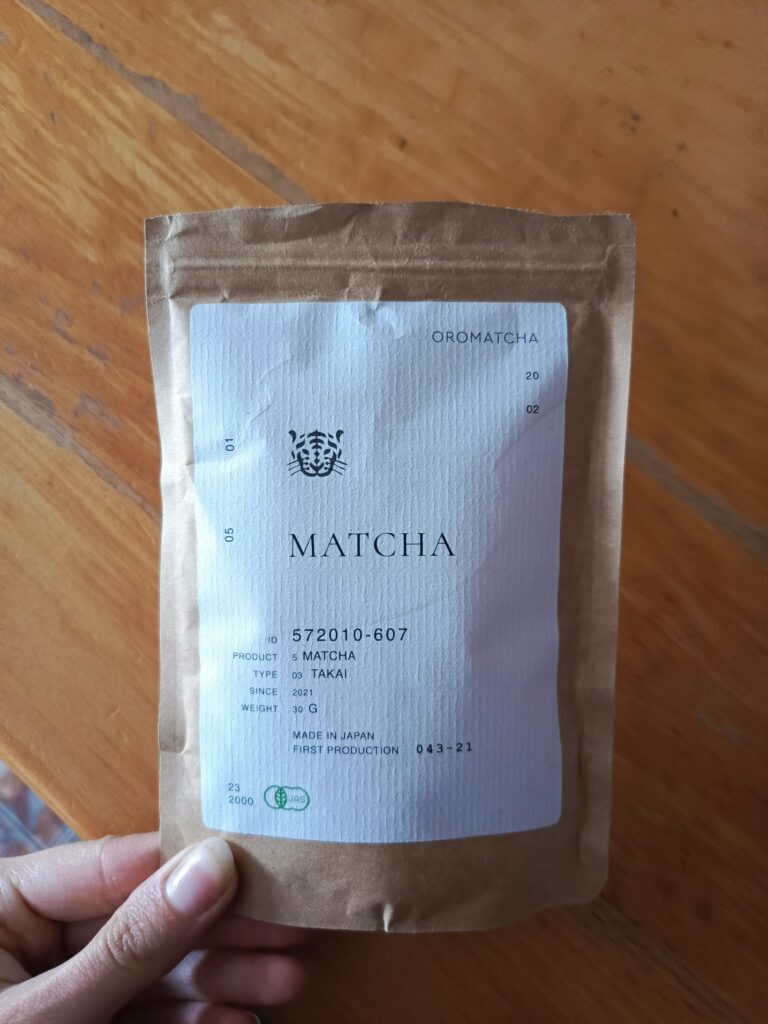 OROMATCHA
20
02
01
05
MATCHA
ID 572010-607
PRODUCT 5 MATCHA
TYPE 03 TAKAI
SINCE 2021
WEIGHT 30 G
MADE IN JAPAN
FIRST PRODUCTION 043-21
23
2000
JAS